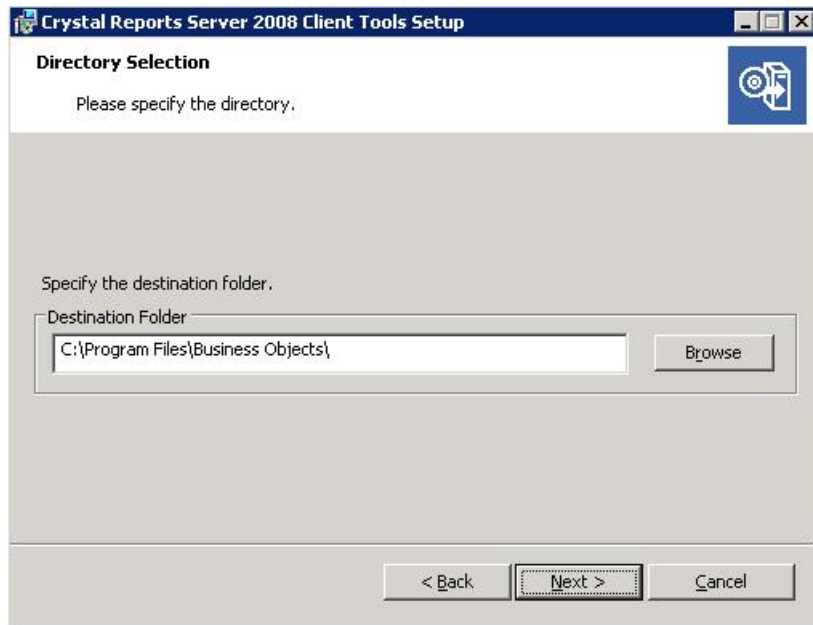 Crystal Reports Server 2008 Client Tools Setup
Directory Selection
Please specify the directory.
Specify the destination folder.
Destination Folder
C:\Program Files\Business Objects\
Browse
< Back
Next >
Cancel